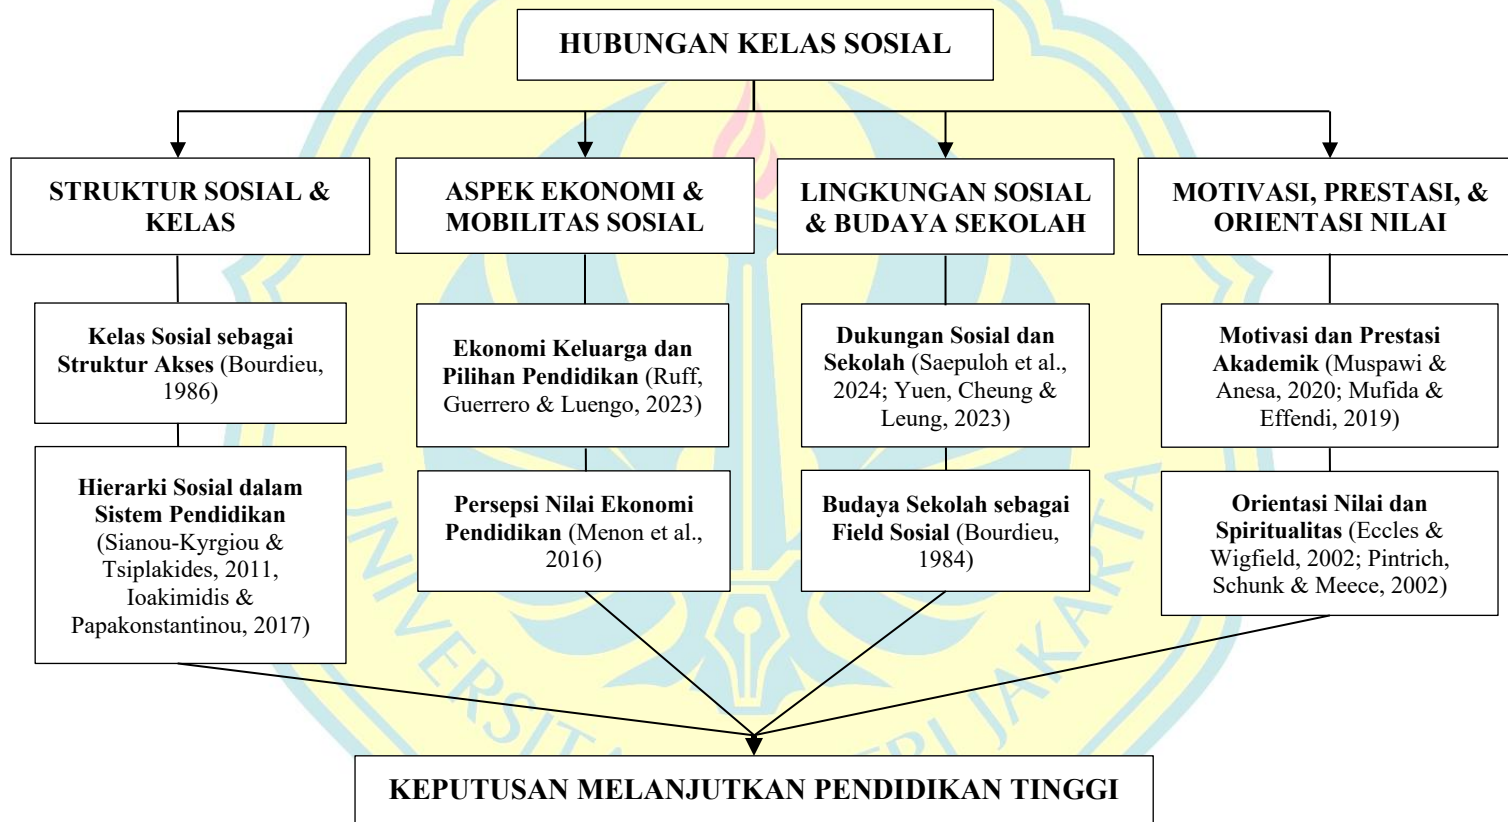 HUBUNGAN KELAS SOSIAL
STRUKTUR SOSIAL &
KELAS
ASPEK EKONOMI &
MOBILITAS SOSIAL
LINGKUNGAN SOSIAL
& BUDAYA SEKOLAH
MOTIVASI, PRESTASI, &
ORIENTASI NILAI
Kelas Sosial sebagai
Struktur Akses (Bourdieu,
1986)
Ekonomi Keluarga dan
Pilihan Pendidikan (Ruff,
Guerrero & Luengo, 2023)
Dukungan Sosial dan
Sekolah (Saepuloh et al.,
2024; Yuen, Cheung &
Leung, 2023)
Motivasi dan Prestasi
Akademik (Muspawi &
Anesa, 2020; Mufida &
Effendi, 2019)
Hierarki Sosial dalam
Sistem Pendidikan
(Sianou-Kyrgiou &
Tsiplakides, 2011,
Ioakimidis &
Papakonstantinou, 2017)
Persepsi Nilai Ekonomi
Pendidikan (Menon et al.,
2016)
Budaya Sekolah sebagai
Field Sosial (Bourdieu,
1984)
Orientasi Nilai dan
Spiritualitas (Eccles &
Wigfield, 2002; Pintrich,
Schunk & Meece, 2002)
KEPUTUSAN MELANJUTKAN PENDIDIKAN TINGGI
JAKARTA